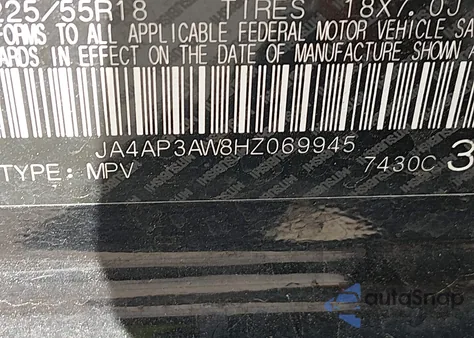 225/55R18 TIRES 18X7.0J
TO ALL APPLICABLE FEDERAL MOTOR VEHICLE SA
ARDS IN EFFECT ON THE DATE OF MANUFACTURE
JA4AP3AW8HZ069945
TYPE: MPV 7430C 3
autoSnap